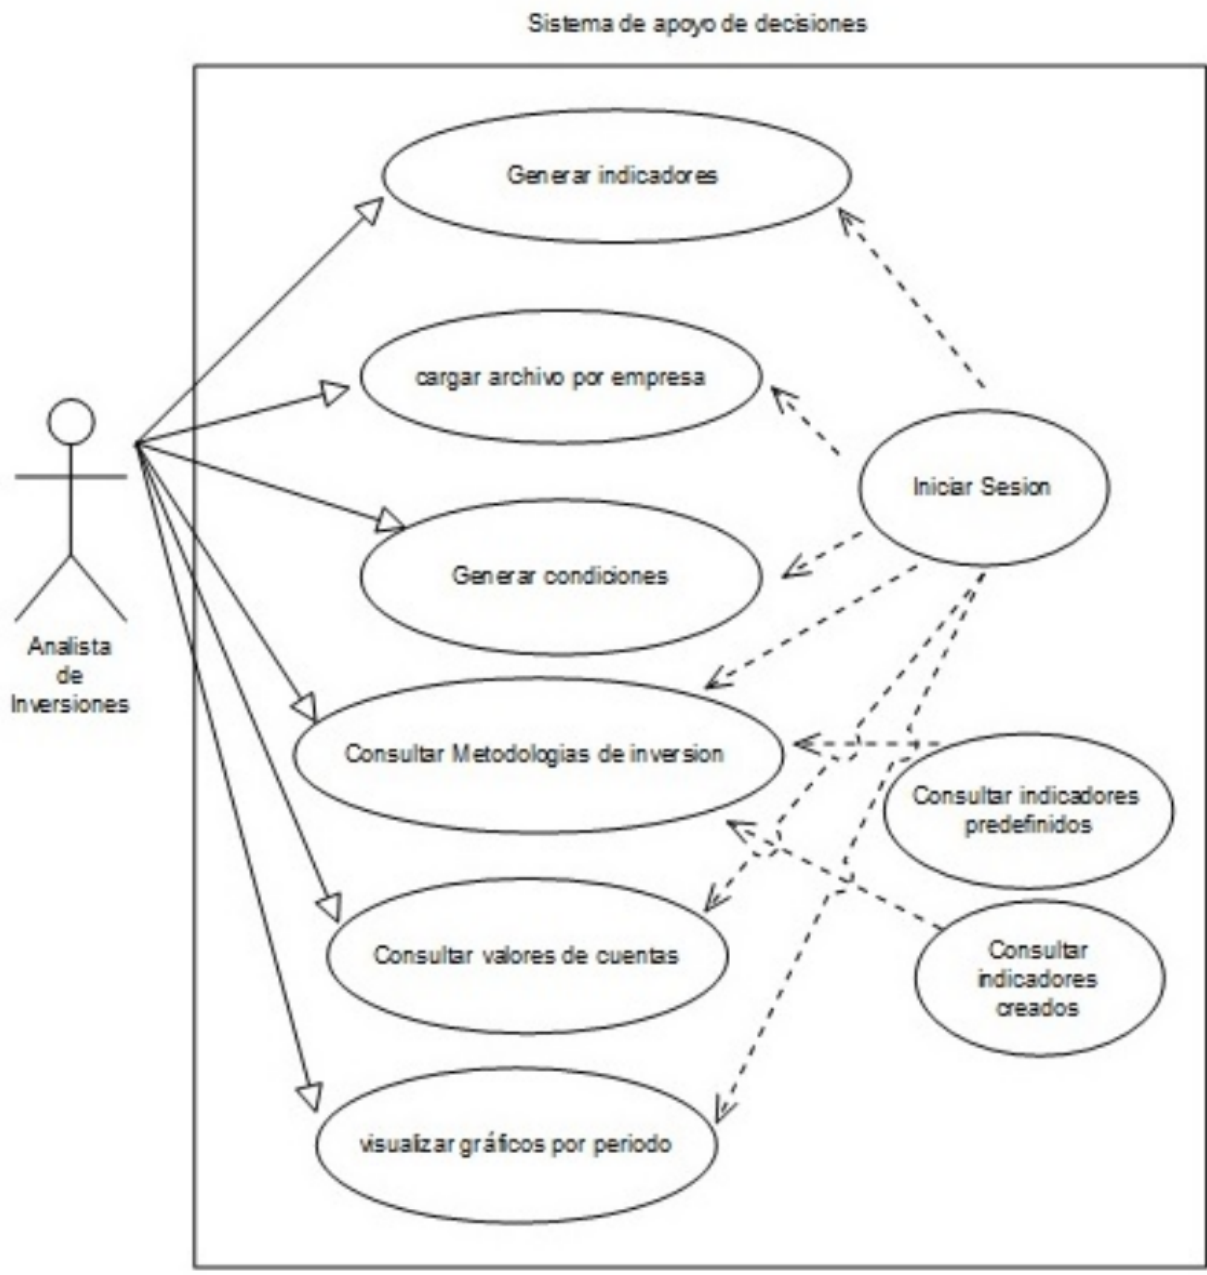 Sistema de apoyo de decisiones
Generar indicadores
cargar archivo por empresa
Iniciar Sesion
Generar condiciones
Analista
de
Inversiones
Consultar Metodologias de inversion
Consultar indicadores
predefinidos
Consultar valores de cuentas
Consultar
indicadores
creados
visualizar gráficos por periodo